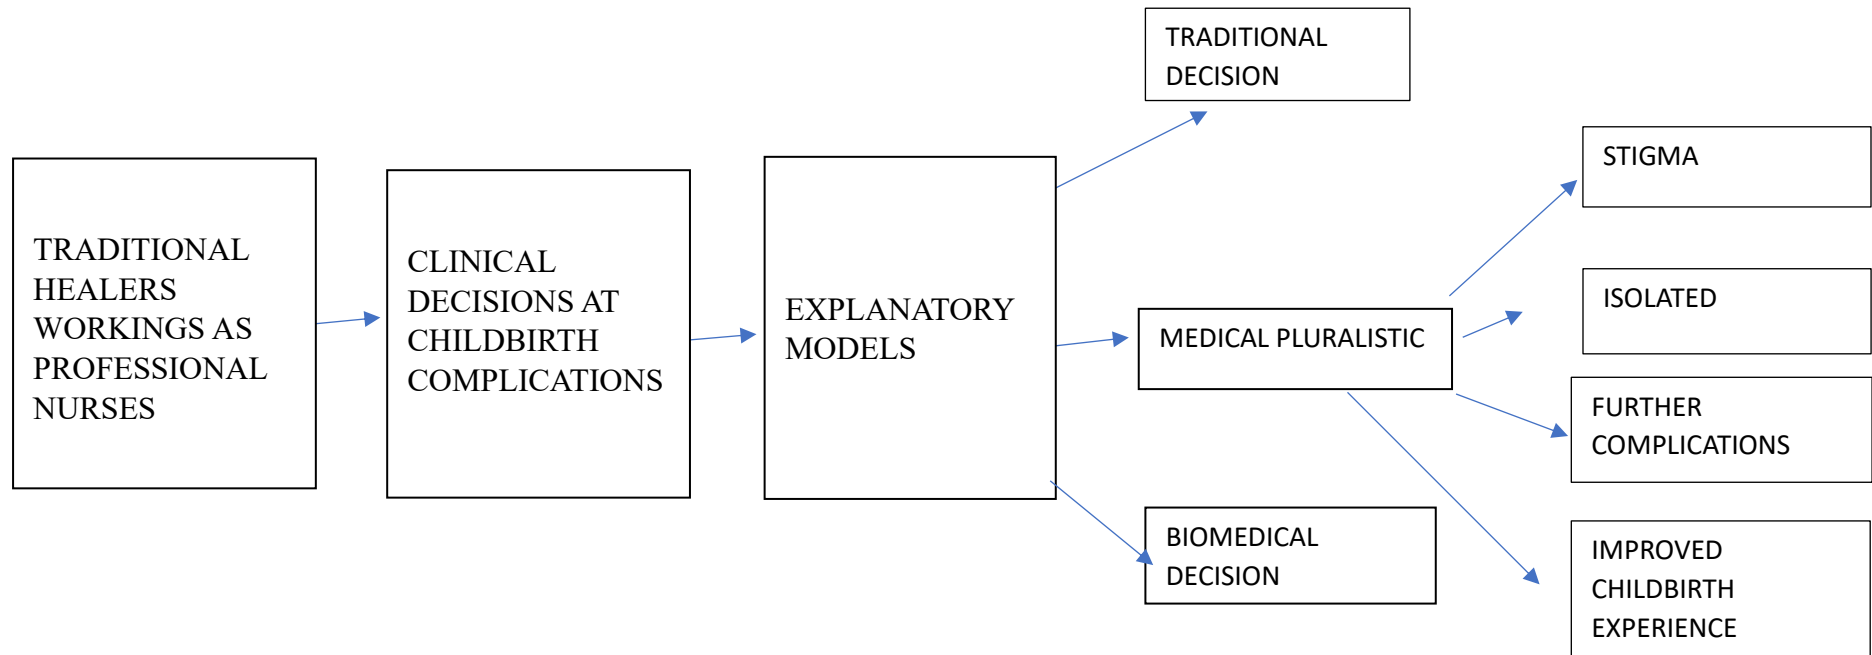 TRADITIONAL
HEALERS
WORKINGS AS
PROFESSIONAL
NURSES
CLINICAL
DECISIONS AT
CHILDBIRTH
COMPLICATIONS
EXPLANATORY
MODELS
TRADITIONAL
DECISION
MEDICAL PLURALISTIC
BIOMEDICAL
DECISION
STIGMA
ISOLATED
FURTHER
COMPLICATIONS
IMPROVED
CHILDBIRTH
EXPERIENCE